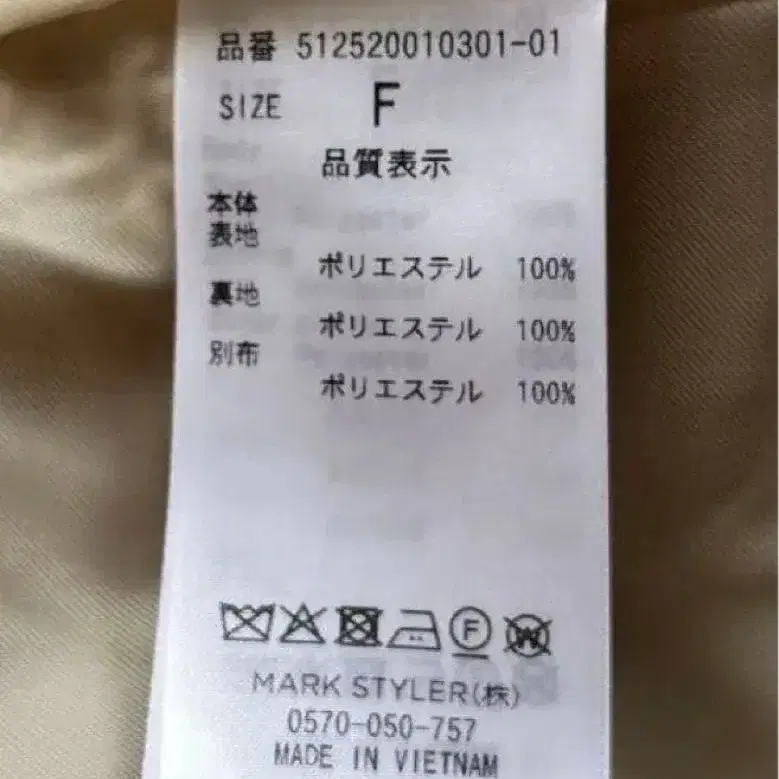 品番 512520010301-01
SIZE F
品質表示
本体
表地
ポリエステル 100%
裏地
ポリエステル 100%
別布
ポリエステル 100%
F W
MARK STYLER(株)
0570-050-757
MADE IN VIETNAM